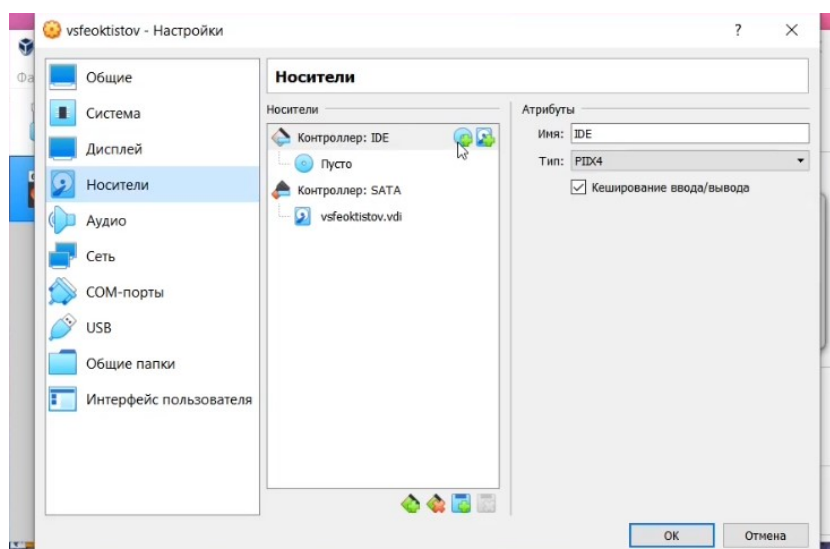 vsfeoktistov - Настройки
?
Фа
Общие
Система
Дисплей
Носители
Аудио
Сеть
COM-порты
USB
Общие папки
Интерфейс пользователя
Носители
Носители
Контроллер: IDE
Пусто
Контроллер: SATA
vsfeoktistov.vdi
Атрибуты
Имя: IDE
Тип: PIIX4
Кеширование ввода/вывода
OK
Отмена